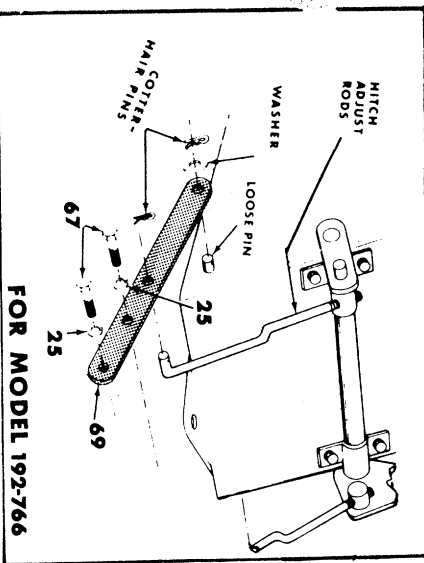 HITCH
ADJUST
RODS
WASHER
COTTER-
HAIR PINS
LOOSE PIN
67
25
25
69
FOR MODEL 192-766